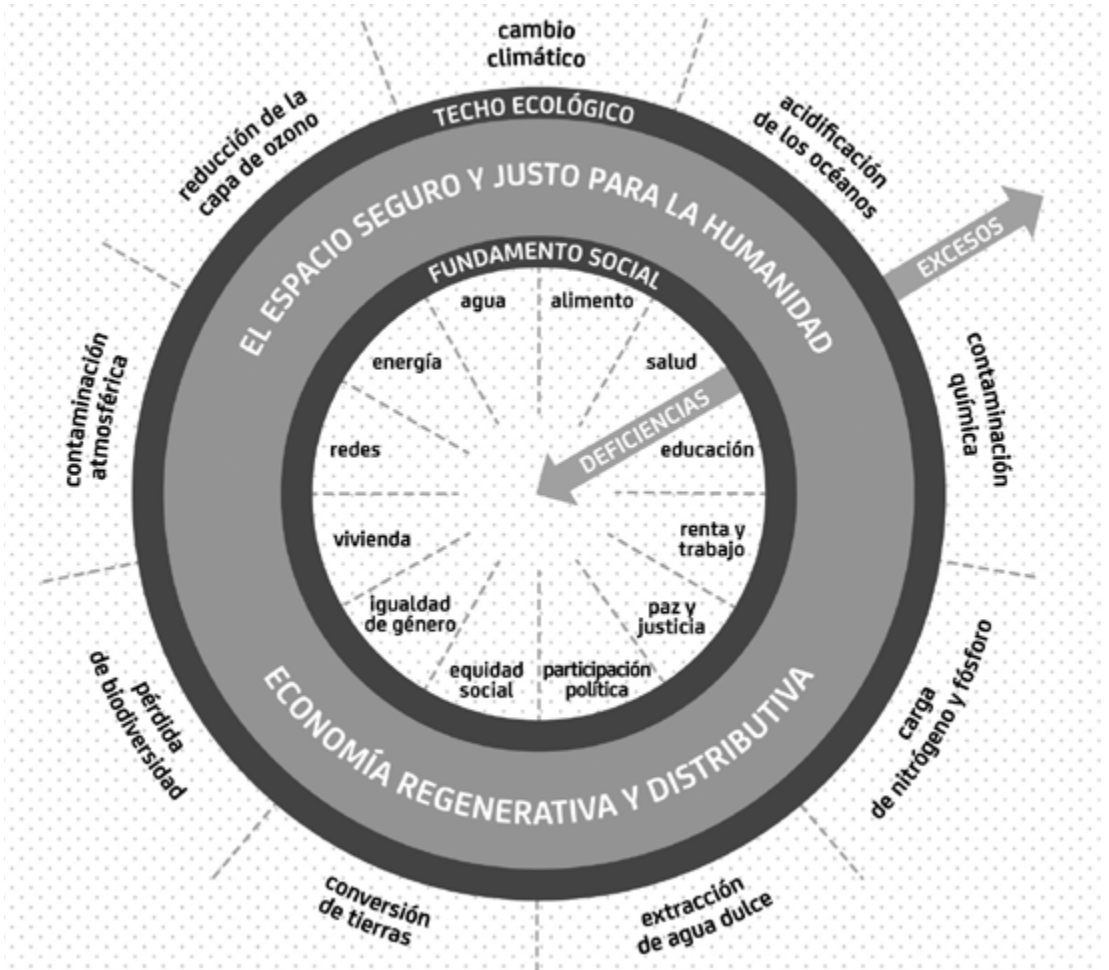 cambio
climático
acidificación
de los océanos
contaminación
química
carga
de nitrógeno y fósforo
extracción
de agua dulce
conversión
de tierras
pérdida
de biodiversidad
contaminación
atmosférica
reducción de la
capa de ozono
TECHO ECOLÓGICO
EL ESPACIO SEGURO Y JUSTO PARA LA HUMANIDAD
FUNDAMENTO SOCIAL
EXCESOS
DEFICIENCIAS
agua
alimento
salud
educación
renta y
trabajo
paz y
justicia
participación
política
equidad
social
igualdad
de género
vivienda
redes
energía
ECONOMÍA REGENERATIVA Y DISTRIBUTIVA